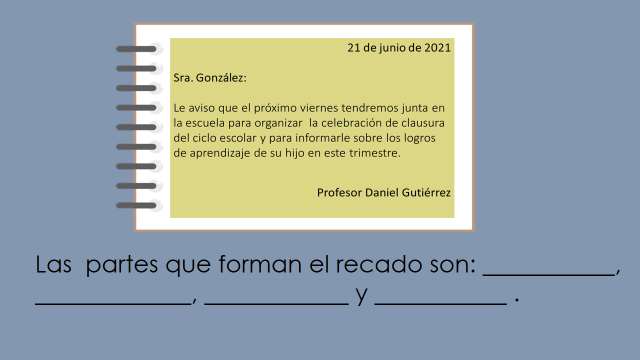 21 de junio de 2021
Sra. González:
Le aviso que el próximo viernes tendremos junta en
la escuela para organizar la celebración de clausura
del ciclo escolar y para informarle sobre los logros
de aprendizaje de su hijo en este trimestre.
Profesor Daniel Gutiérrez
Las partes que forman el recado son: __________,
____________, ___________ y __________ .